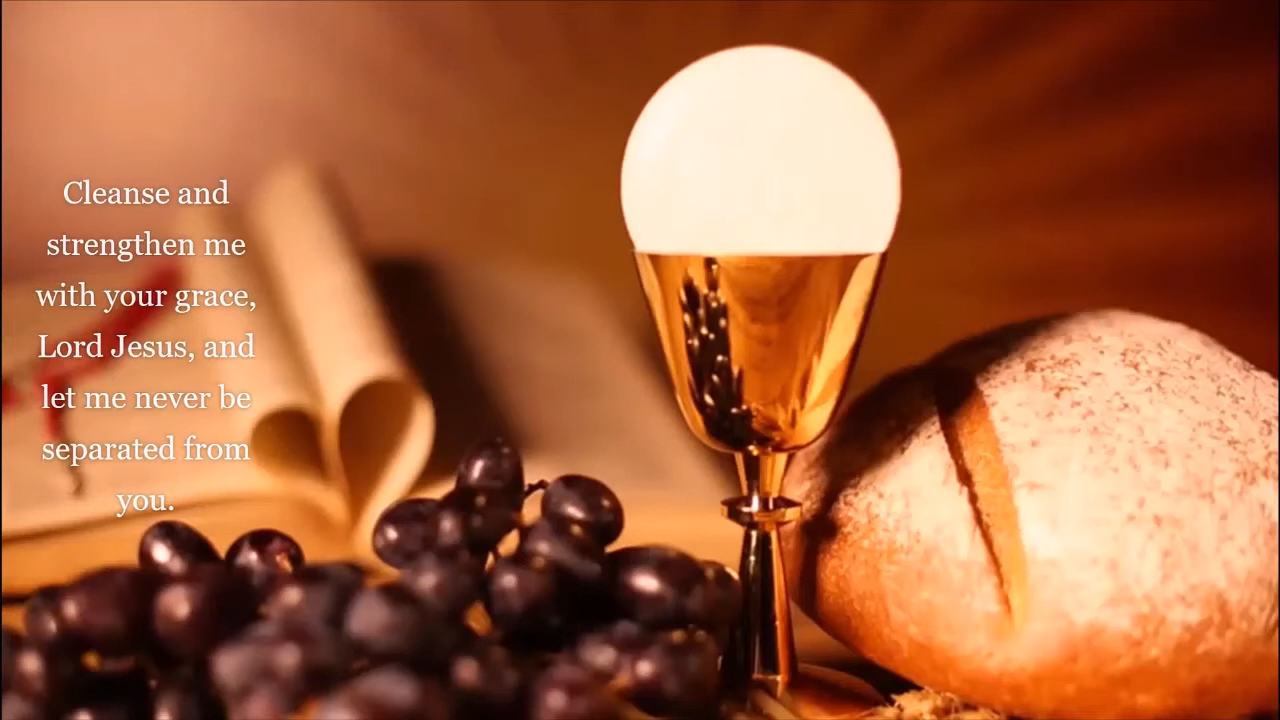 Cleanse and
strengthen me
with your grace,
Lord Jesus, and
let me never be
separated from
you.